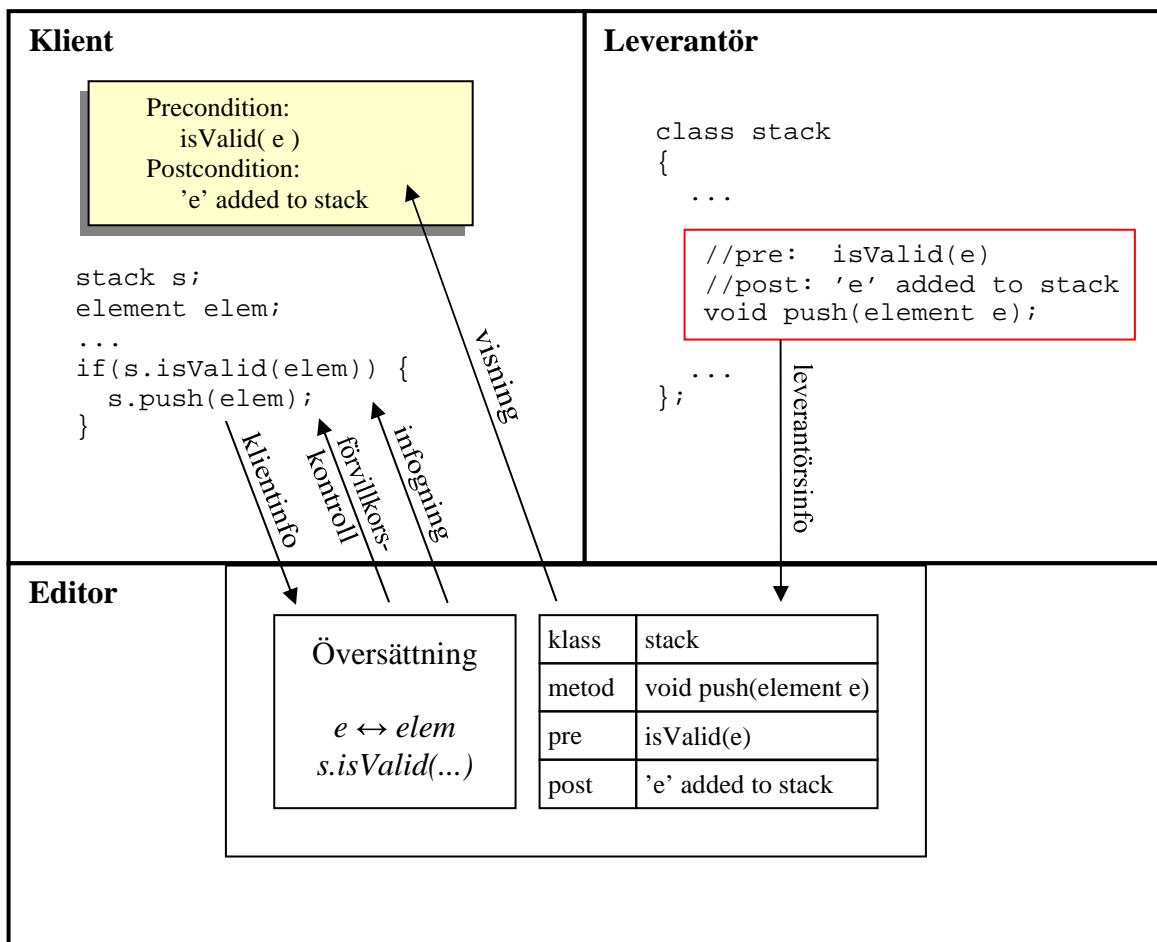 Klient
Precondition:
isValid( e )
Postcondition:
’e’ added to stack
stack s;
element elem;
...
if(s.isValid(elem)) {
s.push(elem);
}
klientinfo
förvillkors-
kontroll
infogning
visning
Leverantör
class stack
{
...
//pre:  isValid(e)
//post: ’e’ added to stack
void push(element e);
...
};
leverantörsinfo
Editor
Översättning
e ↔ elem
s.isValid(...)
klass stack
metod void push(element e)
pre isValid(e)
post ’e’ added to stack